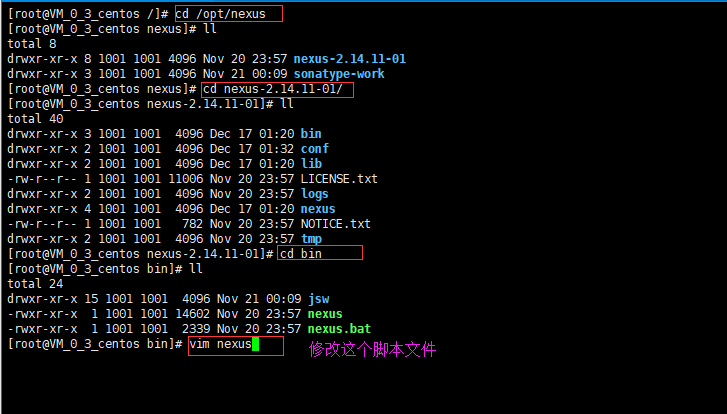 [root@VM_0_3_centos /]# cd /opt/nexus
[root@VM_0_3_centos nexus]# ll
total 8
drwxr-xr-x 8 1001 1001 4096 Nov 20 23:57 nexus-2.14.11-01
drwxr-xr-x 3 1001 1001 4096 Nov 21 00:09 sonatype-work
[root@VM_0_3_centos nexus]# cd nexus-2.14.11-01/
[root@VM_0_3_centos nexus-2.14.11-01]# ll
total 40
drwxr-xr-x 3 1001 1001  4096 Dec 17 01:20 bin
drwxr-xr-x 2 1001 1001  4096 Dec 17 01:32 conf
drwxr-xr-x 2 1001 1001  4096 Dec 17 01:20 lib
-rw-r--r-- 1 1001 1001 11006 Nov 20 23:57 LICENSE.txt
drwxr-xr-x 2 1001 1001  4096 Nov 20 23:57 logs
drwxr-xr-x 4 1001 1001  4096 Dec 17 01:20 nexus
-rw-r--r-- 1 1001 1001   782 Nov 20 23:57 NOTICE.txt
drwxr-xr-x 2 1001 1001  4096 Nov 20 23:57 tmp
[root@VM_0_3_centos nexus-2.14.11-01]# cd bin
[root@VM_0_3_centos bin]# ll
total 24
drwxr-xr-x 15 1001 1001  4096 Nov 21 00:09 jsw
-rwxr-xr-x  1 1001 1001 14602 Nov 20 23:57 nexus
-rwxr-xr-x  1 1001 1001  2339 Nov 20 23:57 nexus.bat
[root@VM_0_3_centos bin]# vim nexus 修改这个脚本文件